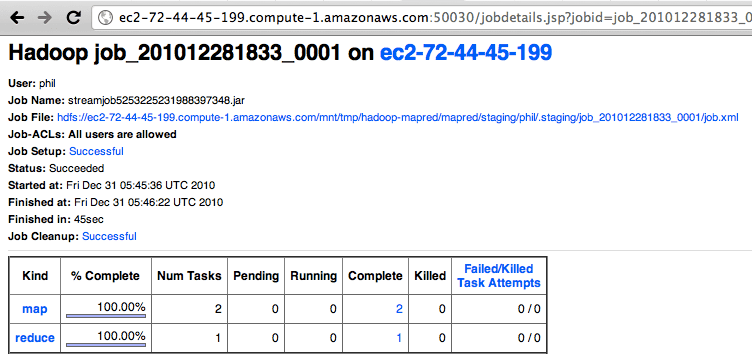 ec2-72-44-45-199.compute-1.amazonaws.com:50030/jobdetails.jsp?jobid=job_201012281833_0
Hadoop job_201012281833_0001 on ec2-72-44-45-199
User: phil
Job Name: streamjob5253225231988397348.jar
Job File: hdfs://ec2-72-44-45-199.compute-1.amazonaws.com/mnt/tmp/hadoop-mapred/mapred/staging/phil/.staging/job_201012281833_0001/job.xml
Job-ACLs: All users are allowed
Job Setup: Successful
Status: Succeeded
Started at: Fri Dec 31 05:45:36 UTC 2010
Finished at: Fri Dec 31 05:46:22 UTC 2010
Finished in: 45sec
Job Cleanup: Successful
Kind % Complete Num Tasks Pending Running Complete Killed Failed/Killed
Task Attempts
map 100.00% 2 0 0 2 0 0 / 0
reduce 100.00% 1 0 0 1 0 0 / 0